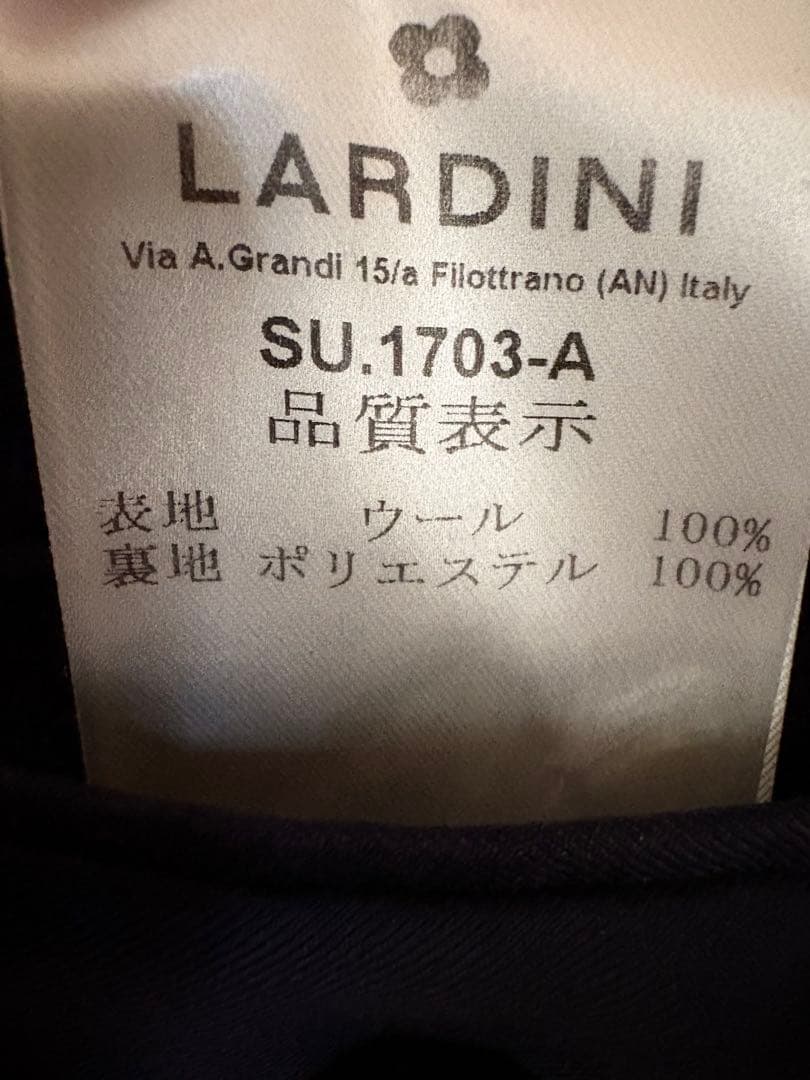 LARDINI
Via A.Grandi 15/a Filottrano (AN) Italy
SU.1703-A
品質表示
表地 ウール 100%
裏地 ポリエステル 100%